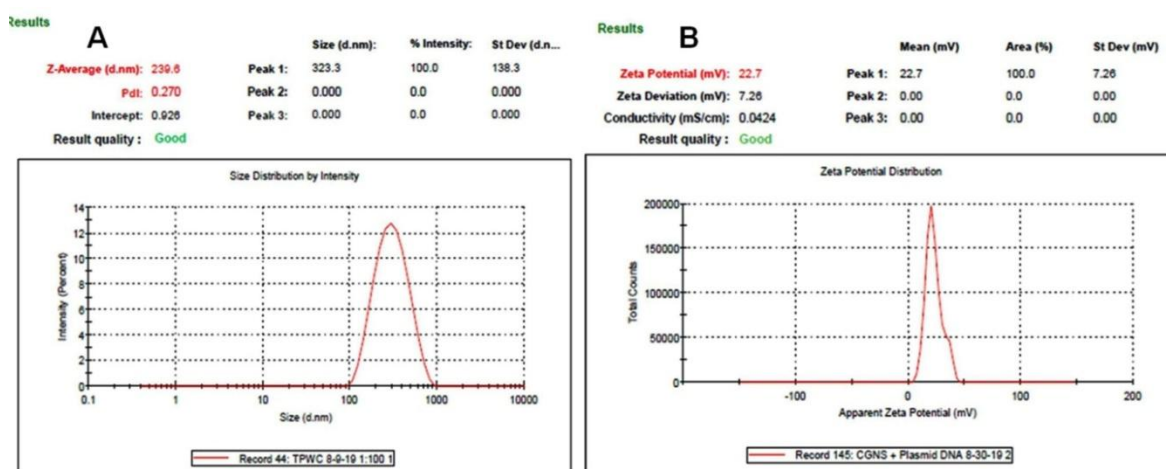 Results
A
Size (d.nm): % Intensity: St Dev (d.n...
Z-Average (d.nm): 239.6 Peak 1: 323.3 100.0 138.3
PdI: 0.270 Peak 2: 0.000 0.0 0.000
Intercept: 0.926 Peak 3: 0.000 0.0 0.000
Result quality : Good
Size Distribution by Intensity
Intensity (Percent)
14
12
10
8
6
4
2
0
0.1 1 10 100 1000 10000
Size (d.nm)
Record 44: TPWC 8-9-19 1:100 1
Results
B
Mean (mV) Area (%) St Dev (mV)
Zeta Potential (mV): 22.7 Peak 1: 22.7 100.0 7.26
Zeta Deviation (mV): 7.26 Peak 2: 0.00 0.0 0.00
Conductivity (mS/cm): 0.0424 Peak 3: 0.00 0.0 0.00
Result quality : Good
Zeta Potential Distribution
Total Counts
200000
150000
100000
50000
0
-100 0 100 200
Apparent Zeta Potential (mV)
Record 145: CGNS + Plasmid DNA 8-30-19 2